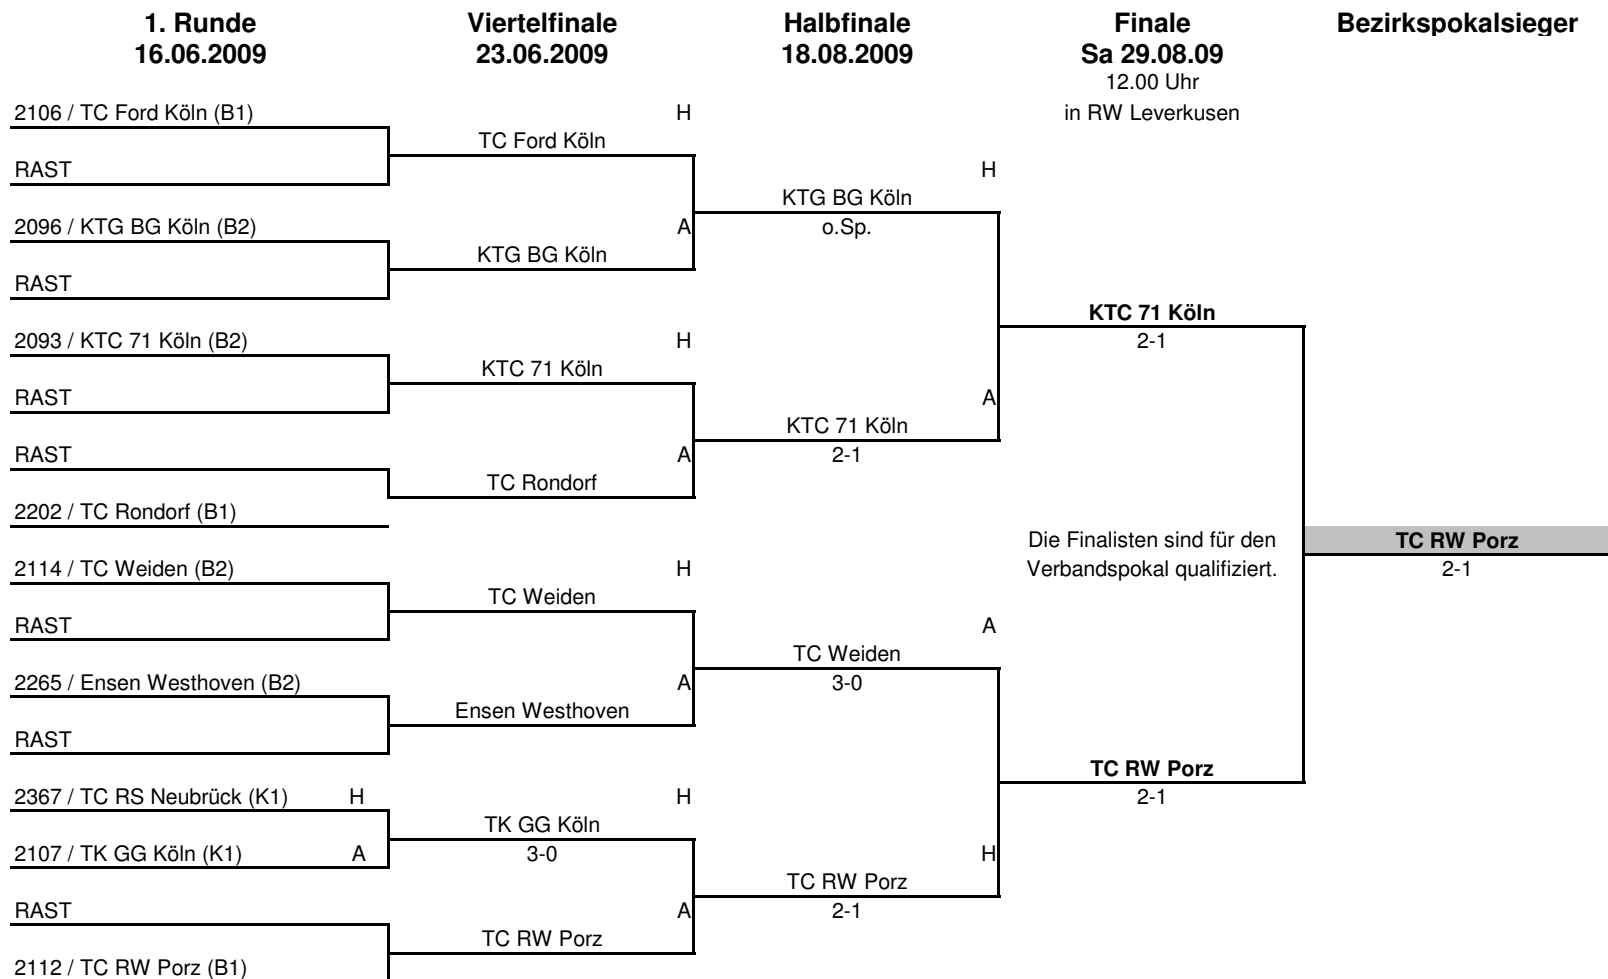 1. Runde Viertelfinale Halbfinale Finale Bezirkspokalsieger
16.06.2009 23.06.2009 18.08.2009 Sa 29.08.09
12.00 Uhr
2106 / TC Ford Köln (B1) H in RW Leverkusen
TC Ford Köln
RAST H
KTG BG Köln
2096 / KTG BG Köln (B2) A o.Sp.
KTG BG Köln
RAST
KTC 71 Köln
2093 / KTC 71 Köln (B2) H 2-1
KTC 71 Köln
RAST A
KTC 71 Köln
RAST A 2-1
TC Rondorf
2202 / TC Rondorf (B1)
Die Finalisten sind für den TC RW Porz
2114 / TC Weiden (B2) H Verbandspokal qualifiziert. 2-1
TC Weiden
RAST A
TC Weiden
2265 / Ensen Westhoven (B2) A 3-0
Ensen Westhoven
RAST
TC RW Porz
2367 / TC RS Neubrück (K1) H H 2-1
TK GG Köln
2107 / TK GG Köln (K1) A 3-0 H
TC RW Porz
RAST A 2-1
TC RW Porz
2112 / TC RW Porz (B1)